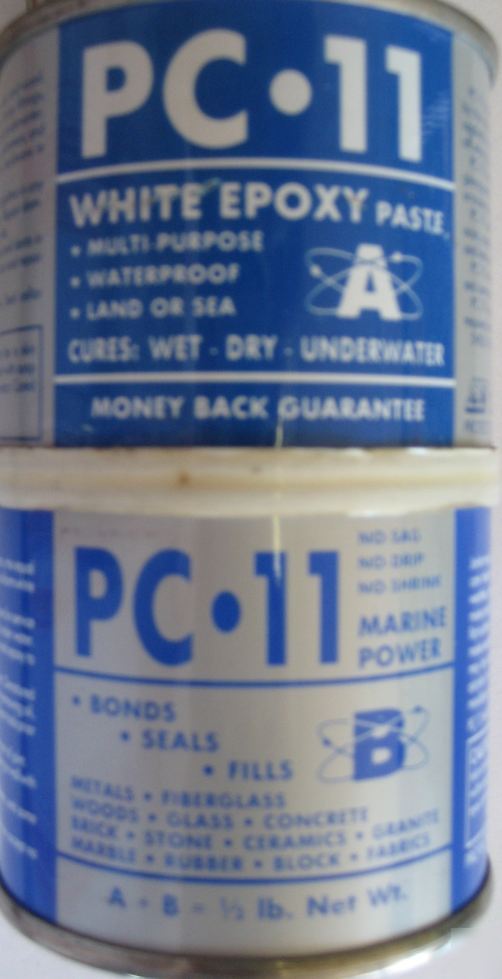 PC•11
WHITE EPOXY PASTE
• MULTI-PURPOSE
• WATERPROOF
• LAND OR SEA
A
CURES: WET - DRY - UNDERWATER
MONEY BACK GUARANTEE
PC•11
NO SAG
NO DRIP
NO SHRINK
MARINE
POWER
• BONDS
• SEALS
• FILLS
B
METALS • FIBERGLASS
WOODS • GLASS • CONCRETE
BRICK • STONE • CERAMICS • GRANITE
MARBLE • RUBBER • BLOCK • FABRICS
A + B = ½ lb. Net Wt.